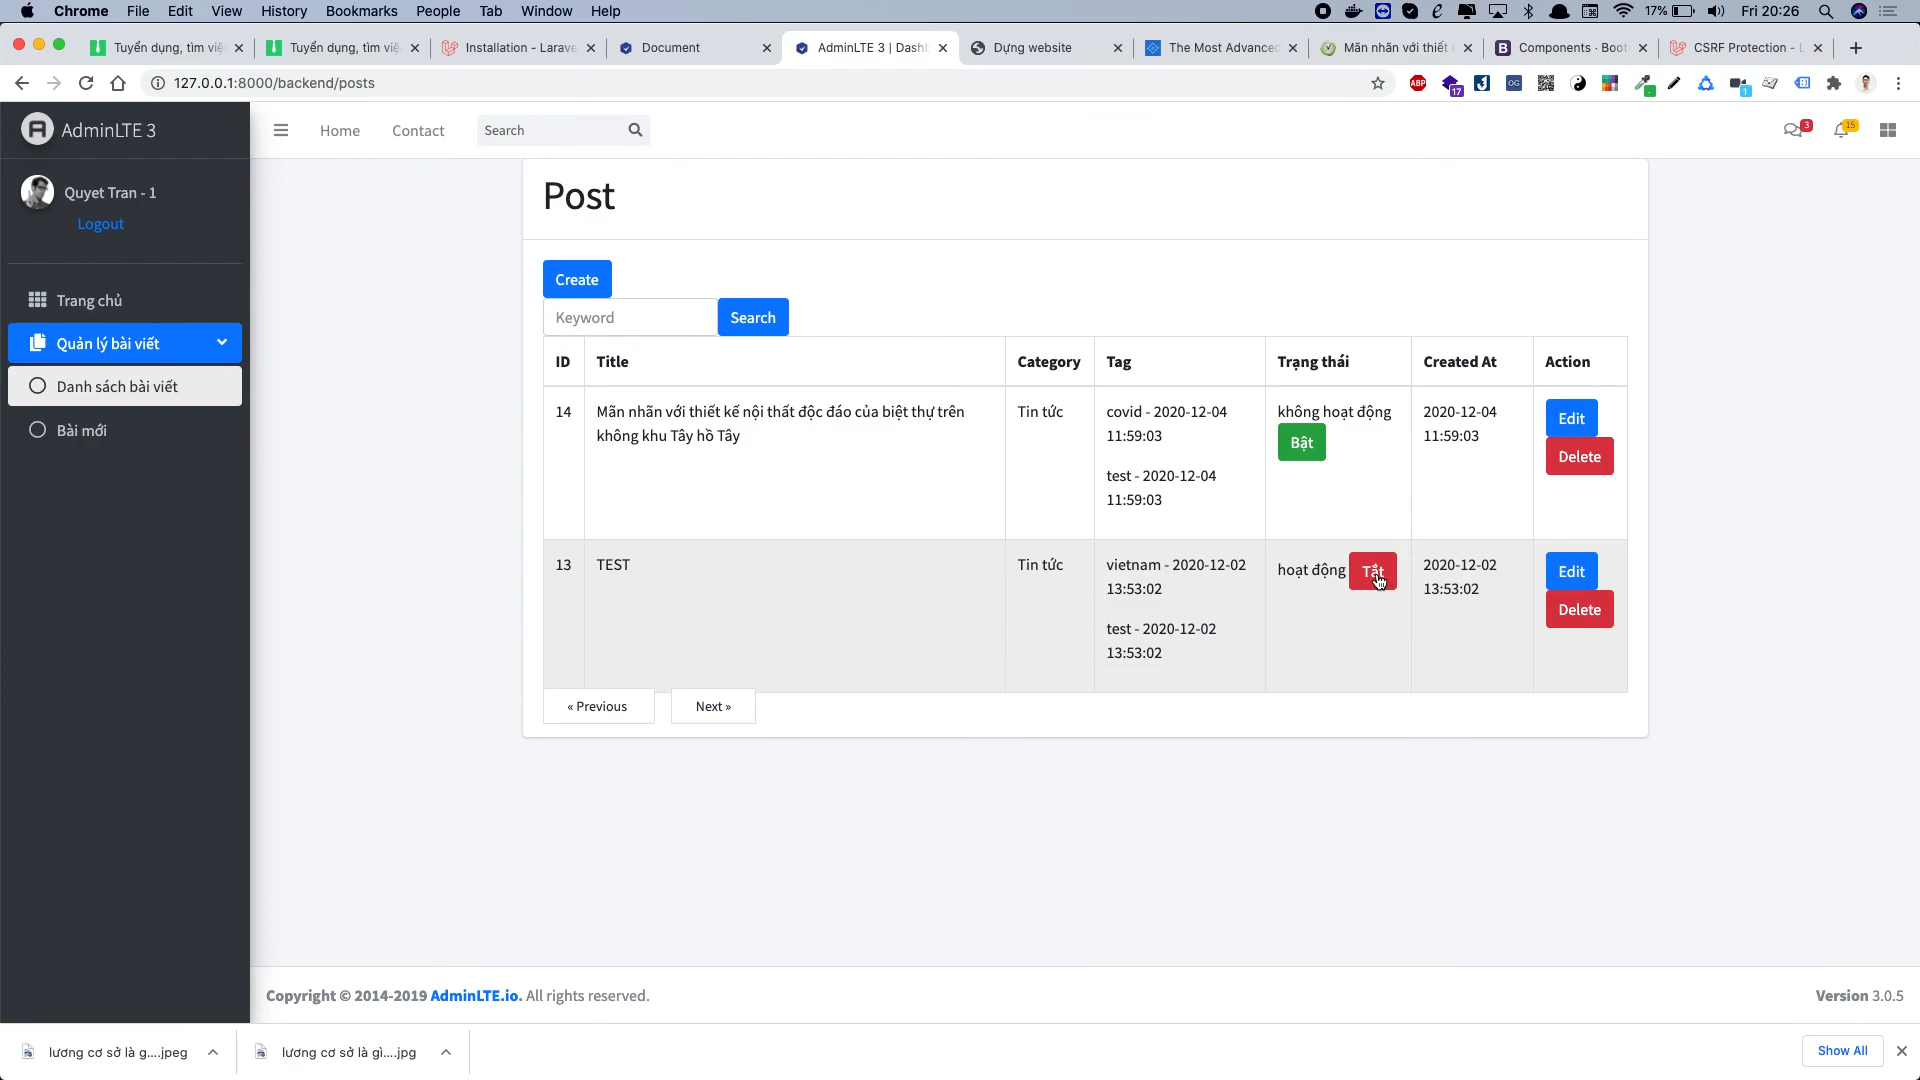 Chrome File Edit View History Bookmarks People Tab Window Help 17% Fri 20:26
Tuyển dụng, tìm việ
Tuyển dụng, tìm việ
Installation - Larave
Document
AdminLTE 3 | Dashb
Dựng website
The Most Advance
Mãn nhãn với thiết
Components · Boot
CSRF Protection - L
127.0.0.1:8000/backend/posts
ABP
17
OG
1
AdminLTE 3
Home
Contact
Search
3
15
Quyet Tran - 1
Logout
Trang chủ
Quản lý bài viết
Danh sách bài viết
Bài mới
Post
Create
Keyword
Search
ID Title Category Tag Trạng thái Created At Action
14
Mãn nhãn với thiết kế nội thất độc đáo của biệt thự trên
không khu Tây hồ Tây
Tin tức
covid - 2020-12-04
11:59:03
test - 2020-12-04
11:59:03
không hoạt động
Bật
2020-12-04
11:59:03
Edit
Delete
13
TEST
Tin tức
vietnam - 2020-12-02
13:53:02
test - 2020-12-02
13:53:02
hoạt động Tắt
2020-12-02
13:53:02
Edit
Delete
« Previous
Next »
Copyright © 2014-2019 AdminLTE.io. All rights reserved.
Version 3.0.5
lương cơ sở là g....jpeg
lương cơ sở là gì....jpg
Show All